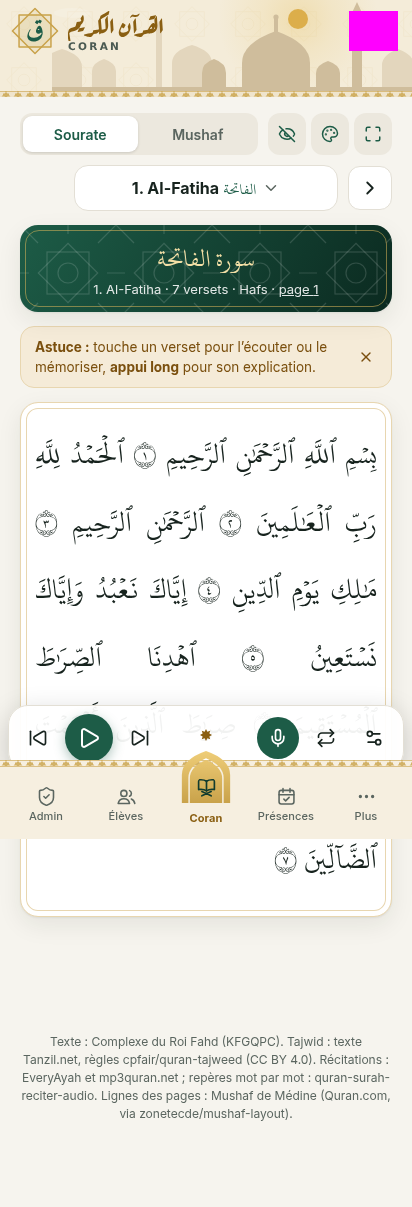 ق
القرآن الكريم
CORAN
Sourate
Mushaf
1. Al-Fatiha الفاتحة
سورة الفاتحة
1. Al-Fatiha · 7 versets · Hafs · page 1
Astuce : touche un verset pour l’écouter ou le
mémoriser, appui long pour son explication.
بِسْمِ ٱللَّهِ ٱلرَّحْمَٰنِ ٱلرَّحِيمِ ١ ٱلْحَمْدُ لِلَّهِ
رَبِّ ٱلْعَٰلَمِينَ ٢ ٱلرَّحْمَٰنِ ٱلرَّحِيمِ ٣
مَٰلِكِ يَوْمِ ٱلدِّينِ ٤ إِيَّاكَ نَعْبُدُ وَإِيَّاكَ
نَسْتَعِينُ ٥ ٱهْدِنَا ٱلصِّرَٰطَ
Admin
Élèves
Coran
Présences
Plus
ٱلضَّآلِّينَ ٧
Texte : Complexe du Roi Fahd (KFGQPC). Tajwid : texte
Tanzil.net, règles cpfair/quran-tajweed (CC BY 4.0). Récitations :
EveryAyah et mp3quran.net ; repères mot par mot : quran-surah-
reciter-audio. Lignes des pages : Mushaf de Médine (Quran.com,
via zonetecde/mushaf-layout).